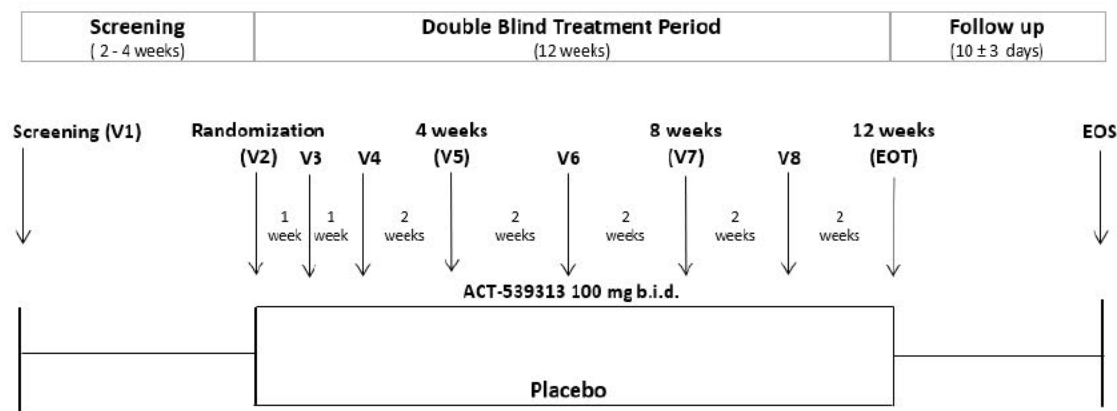 Screening
( 2 - 4 weeks)
Double Blind Treatment Period
(12 weeks)
Follow up
(10 ± 3 days)
Screening (V1)
Randomization
(V2)
V3
V4
4 weeks
(V5)
V6
8 weeks
(V7)
V8
12 weeks
(EOT)
EOS
1
week
1
week
2
weeks
2
weeks
2
weeks
2
weeks
2
weeks
ACT-539313 100 mg b.i.d.
Placebo